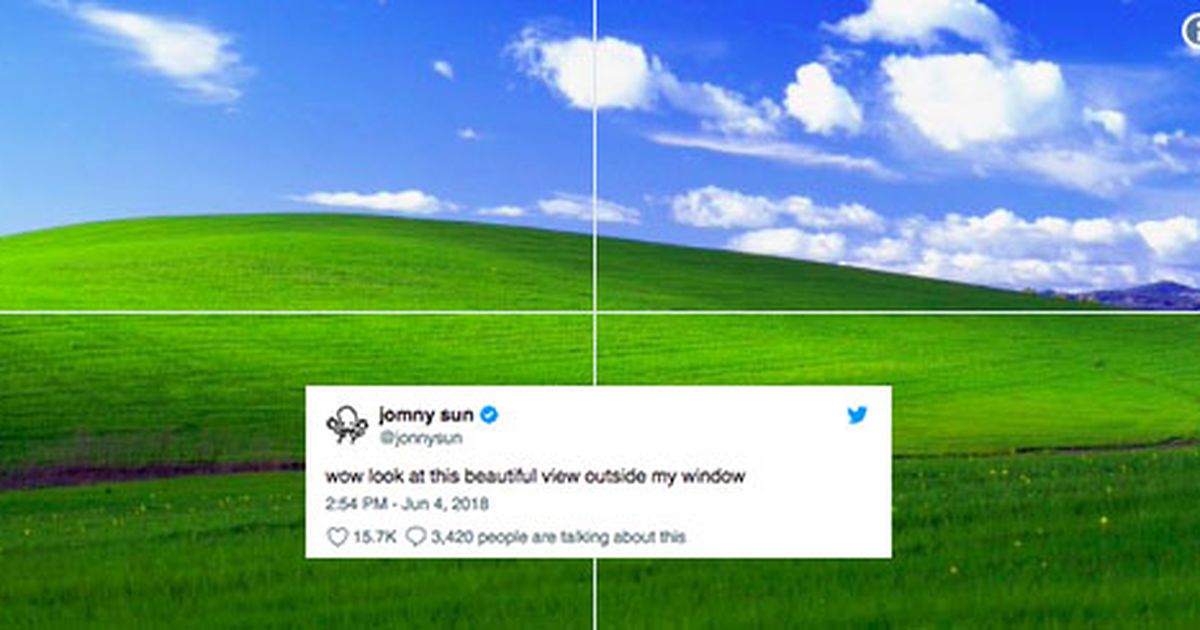 jomny sun
@jonnysun
wow look at this beautiful view outside my window
2:54 PM - Jun 4, 2018
15.7K 3,420 people are talking about this